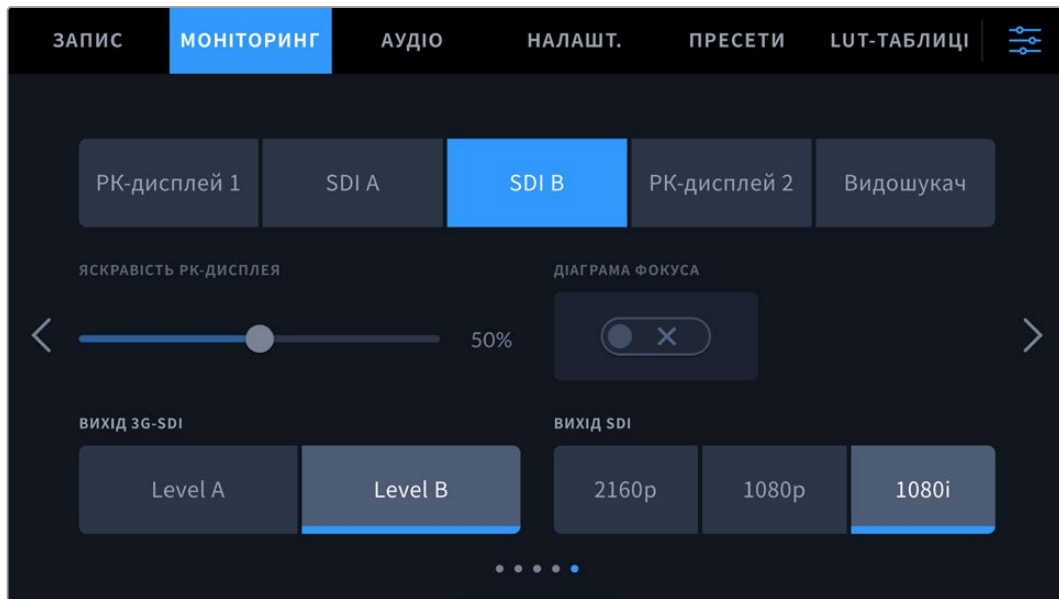 ЗАПИС МОНІТОРИНГ АУДІО НАЛАШТ. ПРЕСЕТИ LUT-ТАБЛИЦІ
РК-дисплей 1 SDI A SDI B РК-дисплей 2 Видошукач
ЯСКРАВІСТЬ РК-ДИСПЛЕЯ ДІАГРАМА ФОКУСА
50%
ВИХІД 3G-SDI ВИХІД SDI
Level A Level B 2160p 1080p 1080i